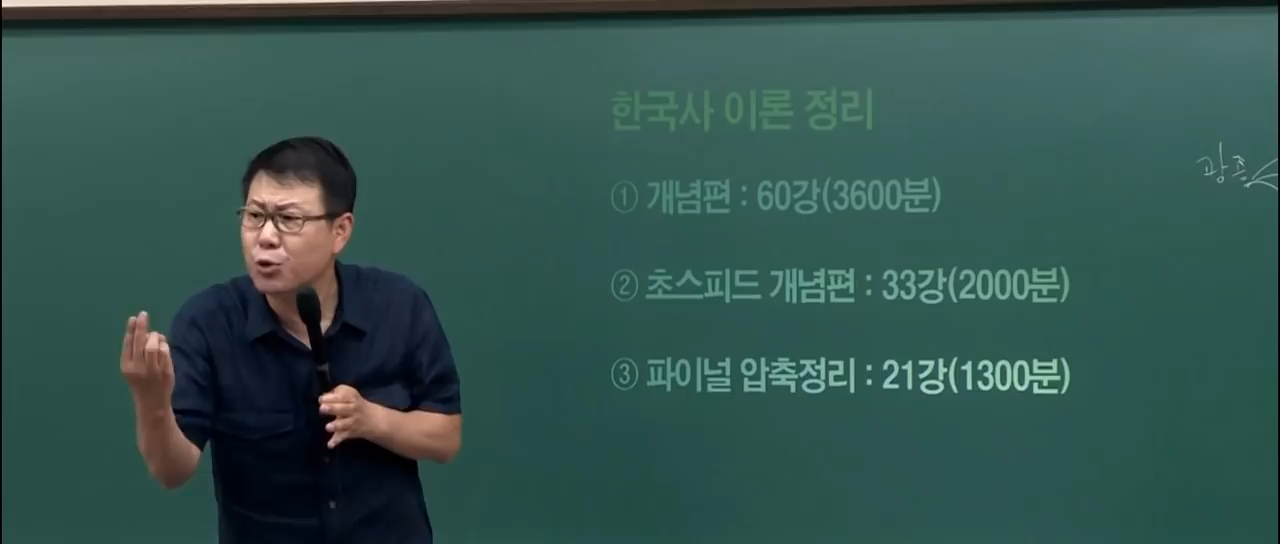 한국사 이론 정리
① 개념편 : 60강(3600분)
광종
② 초스피드 개념편 : 33강(2000분)
③ 파이널 압축정리 : 21강(1300분)